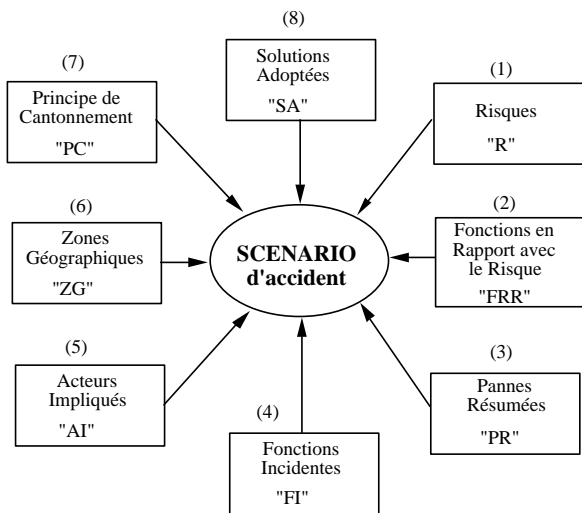 (8)
Solutions
Adoptées
"SA"
(7)
Principe de
Cantonnement
"PC"
(1)
Risques
"R"
(6)
Zones
Géographiques
"ZG"
SCENARIO
d'accident
(2)
Fonctions en
Rapport avec
le Risque
"FRR"
(5)
Acteurs
Impliqués
"AI"
(4)
Fonctions
Incidentes
"FI"
(3)
Pannes
Résumées
"PR"